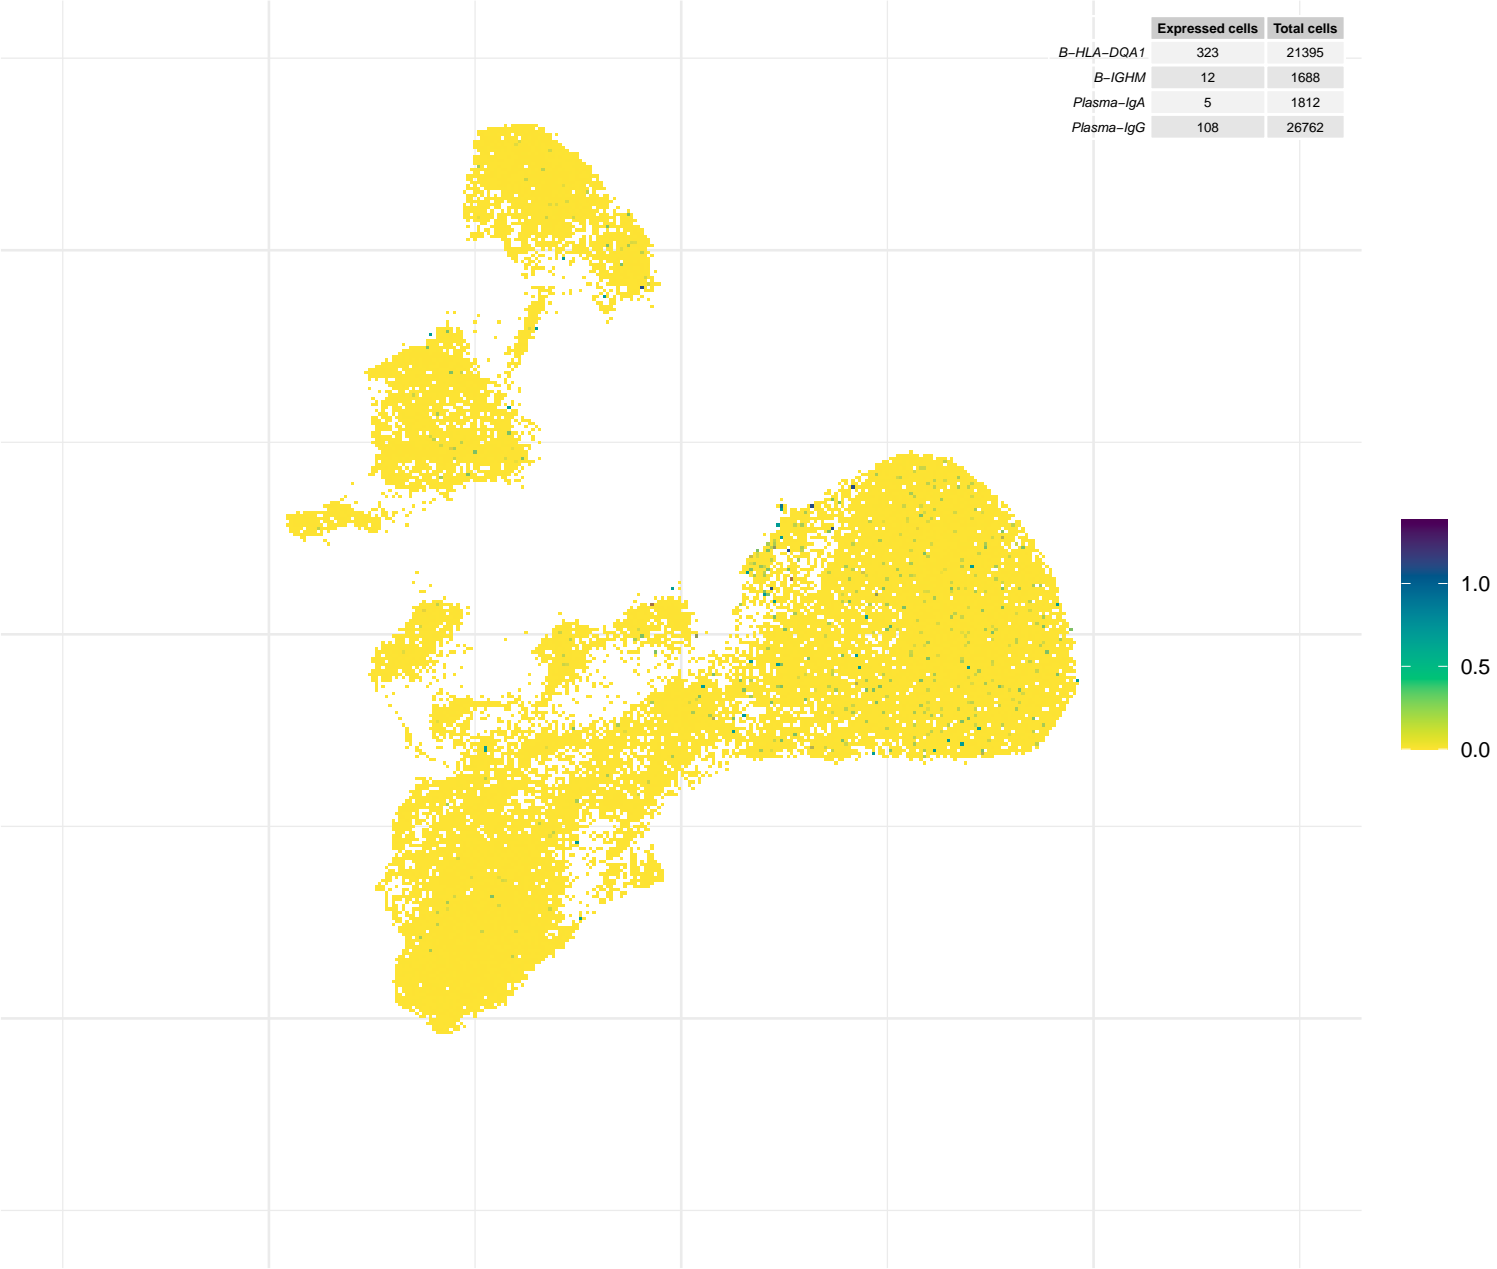 Expressed cells Total cells
B−HLA−DQA1 323 21395
B−IGHM 12 1688
Plasma−IgA 5 1812
Plasma−IgG 108 26762
1.0
0.5
0.0